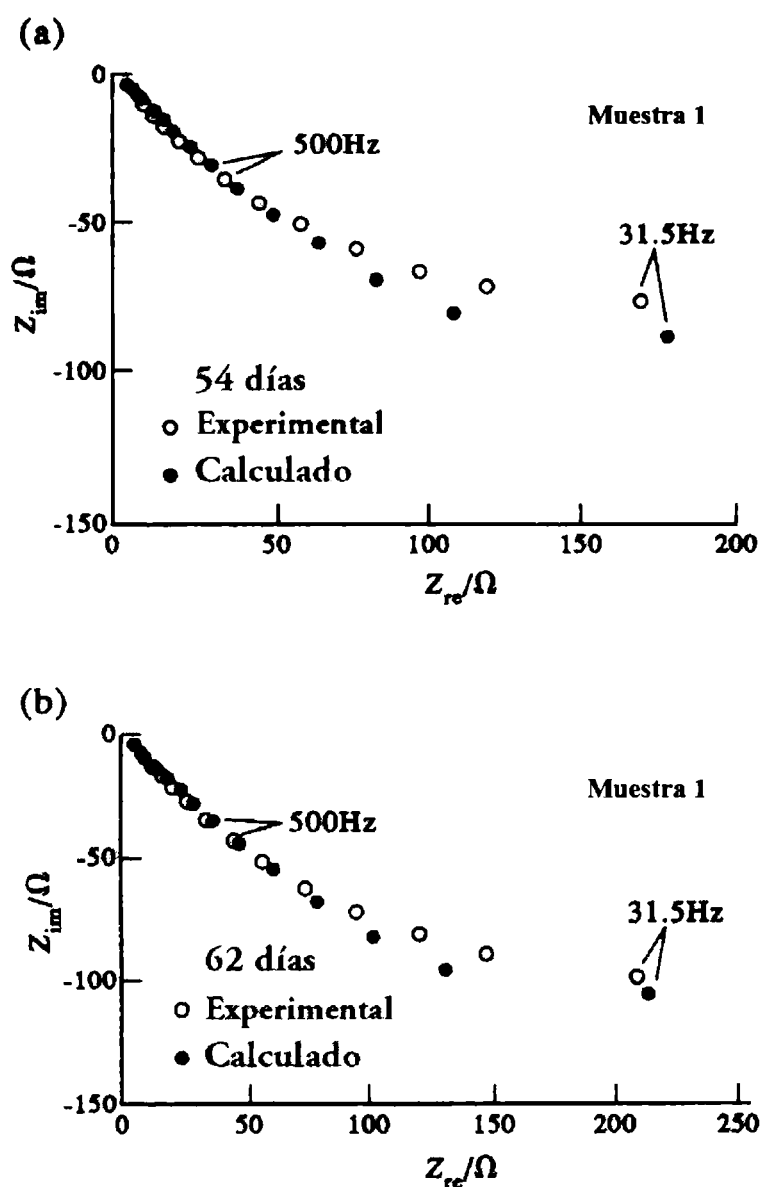 (a)
0
Muestra 1
500Hz
-50
31.5Hz
Z_im/Ω
-100
54 días
Experimental
Calculado
-150
0 50 100 150 200
Z_re/Ω
(b)
0
Muestra 1
500Hz
-50
31.5Hz
Z_im/Ω
62 días
-100
Experimental
Calculado
-150
0 50 100 150 200 250
Z_re/Ω